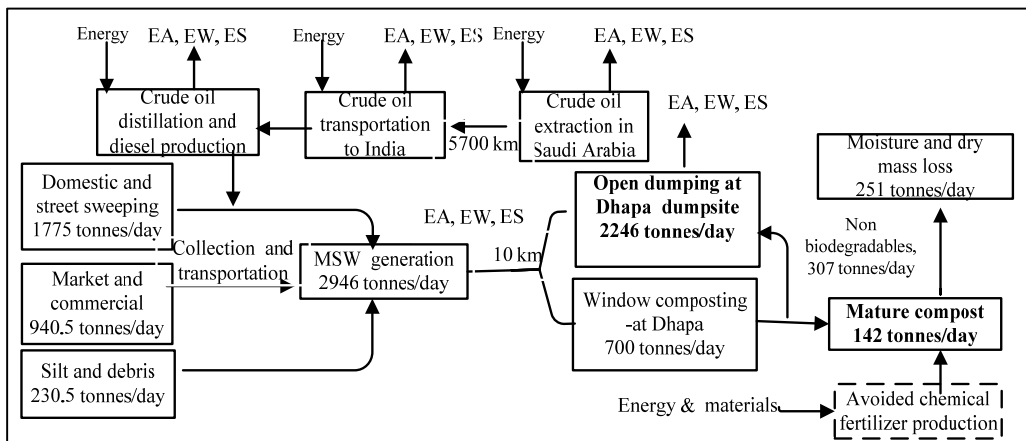 Energy
EA, EW, ES
Energy
EA, EW, ES
Energy
EA, EW, ES
Crude oil
distillation and
diesel production
Crude oil
transportation
to India
5700 km
Crude oil
extraction in
Saudi Arabia
EA, EW, ES
Moisture and dry
mass loss
251 tonnes/day
Domestic and
street sweeping
1775 tonnes/day
Collection and
transportation
Market and
commercial
940.5 tonnes/day
Silt and debris
230.5 tonnes/day
EA, EW, ES
MSW generation
2946 tonnes/day
10 km
Open dumping at
Dhapa dumpsite
2246 tonnes/day
Non
biodegradables,
307 tonnes/day
Window composting
-at Dhapa
700 tonnes/day
Mature compost
142 tonnes/day
Energy & materials
Avoided chemical
fertilizer production